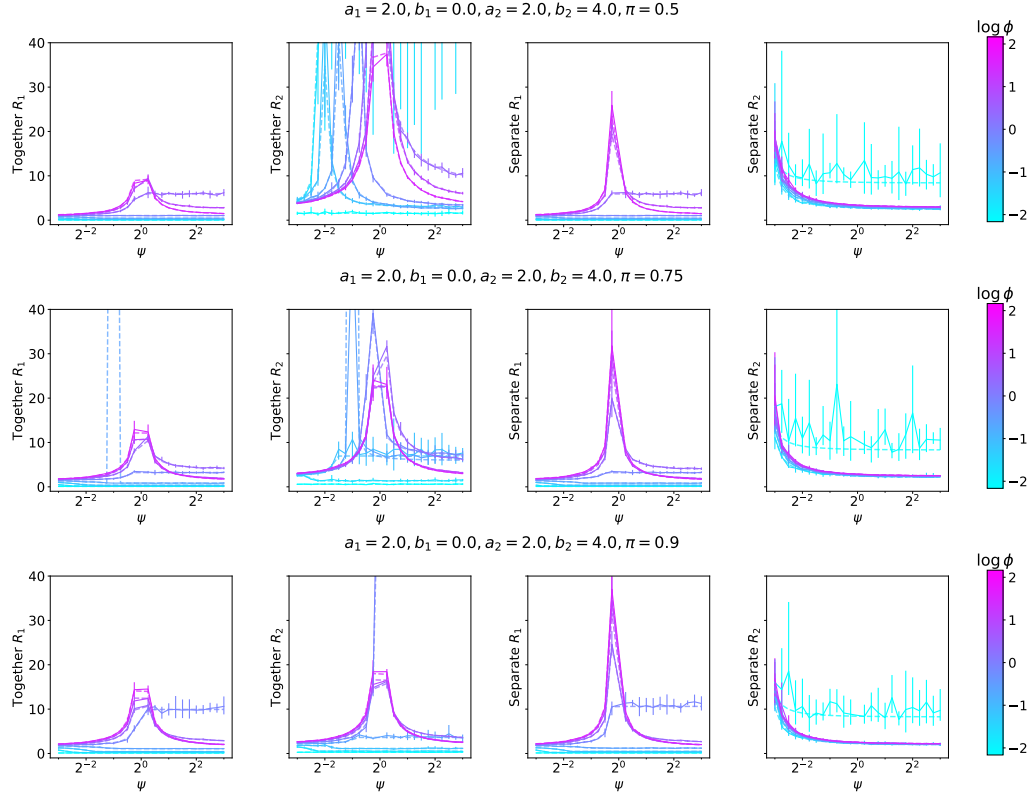 a₁ = 2.0, b₁ = 0.0, a₂ = 2.0, b₂ = 4.0, π = 0.5
Together R₁
40
30
20
10
0
2⁻² 2⁰ 2²
ψ
Together R₂
2⁻² 2⁰ 2²
ψ
Separate R₁
2⁻² 2⁰ 2²
ψ
Separate R₂
2⁻² 2⁰ 2²
ψ
log ϕ
2
1
0
−1
−2
a₁ = 2.0, b₁ = 0.0, a₂ = 2.0, b₂ = 4.0, π = 0.75
Together R₁
40
30
20
10
0
2⁻² 2⁰ 2²
ψ
Together R₂
2⁻² 2⁰ 2²
ψ
Separate R₁
2⁻² 2⁰ 2²
ψ
Separate R₂
2⁻² 2⁰ 2²
ψ
log ϕ
2
1
0
−1
−2
a₁ = 2.0, b₁ = 0.0, a₂ = 2.0, b₂ = 4.0, π = 0.9
Together R₁
40
30
20
10
0
2⁻² 2⁰ 2²
ψ
Together R₂
2⁻² 2⁰ 2²
ψ
Separate R₁
2⁻² 2⁰ 2²
ψ
Separate R₂
2⁻² 2⁰ 2²
ψ
log ϕ
2
1
0
−1
−2